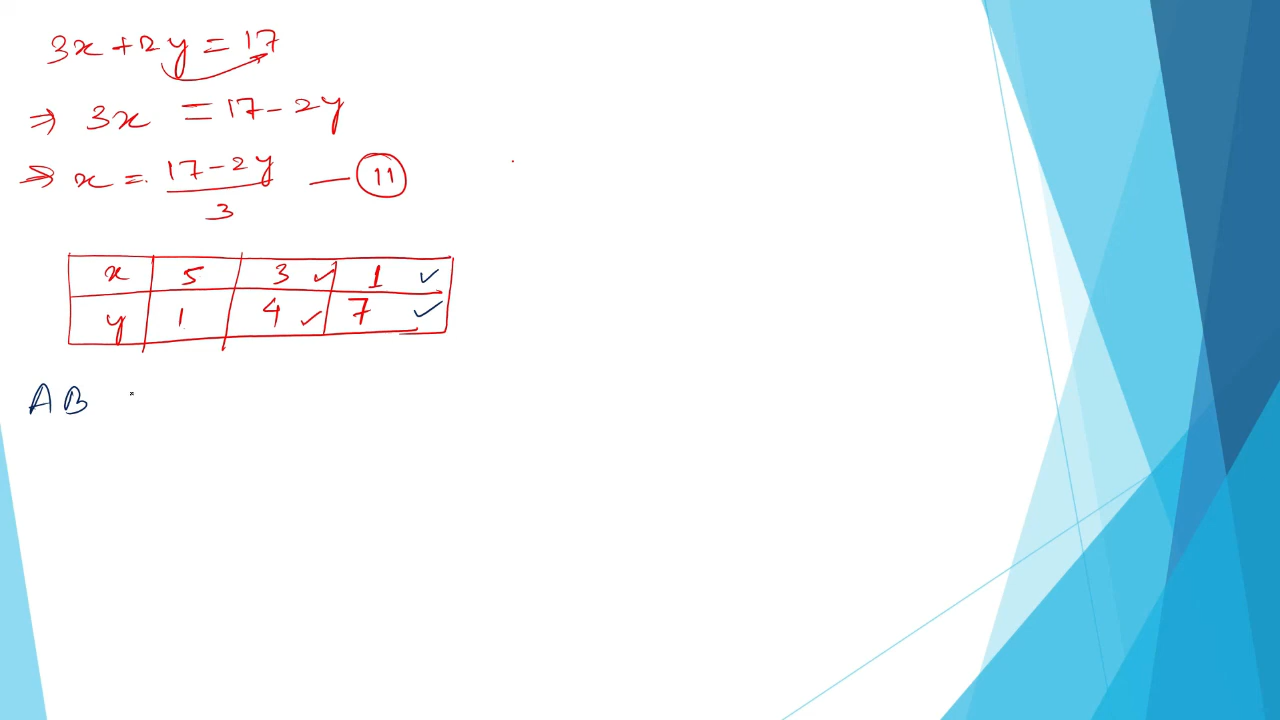 3x + 2y = 17
⇒ 3x = 17 - 2y
⇒ x = 17 - 2y / 3 — 11
x 5 3 ✓ 1 ✓
y 1 4 ✓ 7 ✓
AB